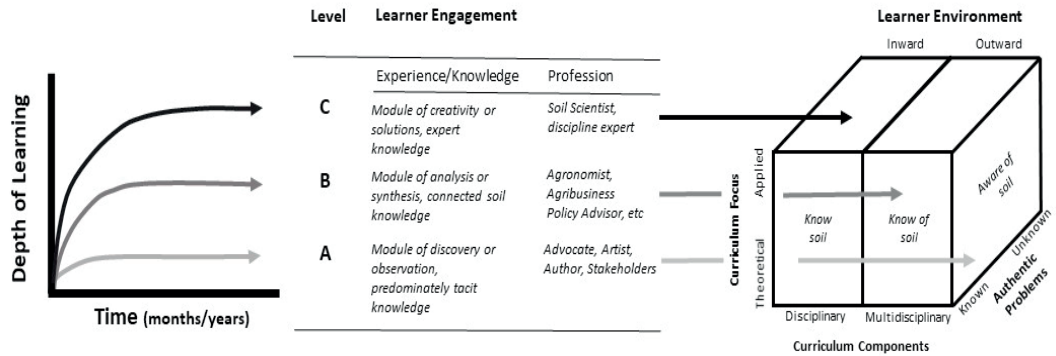 Level
Learner Engagement
Learner Environment
Inward
Outward
Experience/Knowledge
Profession
C
Module of creativity or
solutions, expert
knowledge
Soil Scientist,
discipline expert
B
Module of analysis or
synthesis, connected soil
knowledge
Agronomist,
Agribusiness
Policy Advisor, etc
A
Module of discovery or
observation,
predominately tacit
knowledge
Advocate, Artist,
Author, Stakeholders
Depth of Learning
Time (months/years)
Curriculum Focus
Applied
Theoretical
Know
soil
Know of
soil
Aware of
soil
Known
Unknown
Authentic
Problems
Disciplinary
Multidisciplinary
Curriculum Components